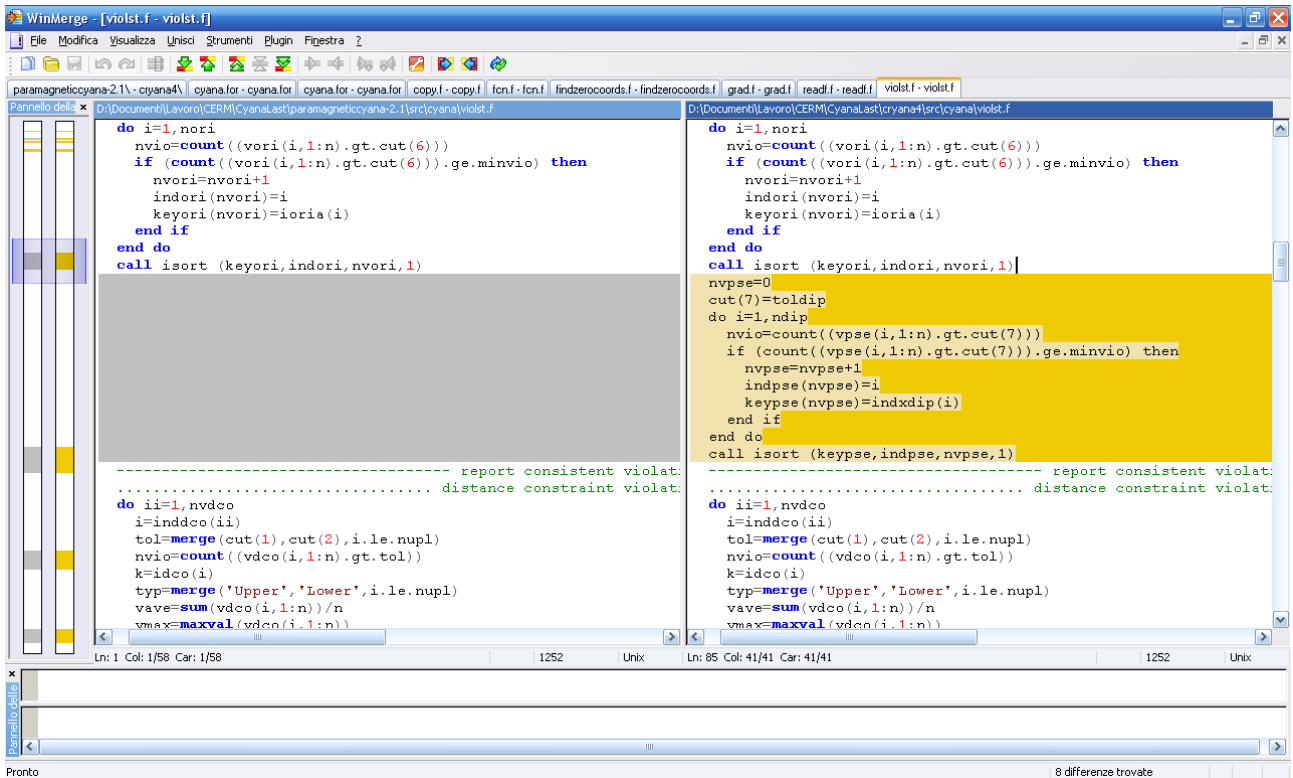 WinMerge - [violst.f - violst.f]
File Modifica Visualizza Unisci Strumenti Plugin Finestra ?
paramagneticcyana-2.1\ - cryana4\ cyana.for - cyana.for cyana.for - cyana.for copy.f - copy.f fcn.f - fcn.f findzerocoords.f - findzerocoords.f grad.f - grad.f readf.f - readf.f violst.f - violst.f
Pannello della
D:\Documenti\Lavoro\CERM\CyanaLast\paramagneticcyana-2.1\src\cyana\violst.f
do i=1,nori
nvio=count((vori(i,1:n).gt.cut(6)))
if (count((vori(i,1:n).gt.cut(6))).ge.minvio) then
nvori=nvori+1
indori(nvori)=i
keyori(nvori)=ioria(i)
end if
end do
call isort (keyori,indori,nvori,1)
------------------------------------- report consistent violat
................................... distance constraint violat
do ii=1,nvdco
i=inddco(ii)
tol=merge(cut(1),cut(2),i.le.nupl)
nvio=count((vdco(i,1:n).gt.tol))
k=idco(i)
typ=merge('Upper','Lower',i.le.nupl)
vave=sum(vdco(i,1:n))/n
vmax=maxval(vdco(i,1:n))
Ln: 1 Col: 1/58 Car: 1/58 1252 Unix
D:\Documenti\Lavoro\CERM\CyanaLast\cryana4\src\cyana\violst.f
do i=1,nori
nvio=count((vori(i,1:n).gt.cut(6)))
if (count((vori(i,1:n).gt.cut(6))).ge.minvio) then
nvori=nvori+1
indori(nvori)=i
keyori(nvori)=ioria(i)
end if
end do
call isort (keyori,indori,nvori,1)
nvpse=0
cut(7)=toldip
do i=1,ndip
nvio=count((vpse(i,1:n).gt.cut(7)))
if (count((vpse(i,1:n).gt.cut(7))).ge.minvio) then
nvpse=nvpse+1
indpse(nvpse)=i
keypse(nvpse)=indxdip(i)
end if
end do
call isort (keypse,indpse,nvpse,1)
------------------------------------- report consistent violat
................................... distance constraint violat
do ii=1,nvdco
i=inddco(ii)
tol=merge(cut(1),cut(2),i.le.nupl)
nvio=count((vdco(i,1:n).gt.tol))
k=idco(i)
typ=merge('Upper','Lower',i.le.nupl)
vave=sum(vdco(i,1:n))/n
vmax=maxval(vdco(i,1:n))
Ln: 85 Col: 41/41 Car: 41/41 1252 Unix
Pannello delle
Pronto 8 differenze trovate